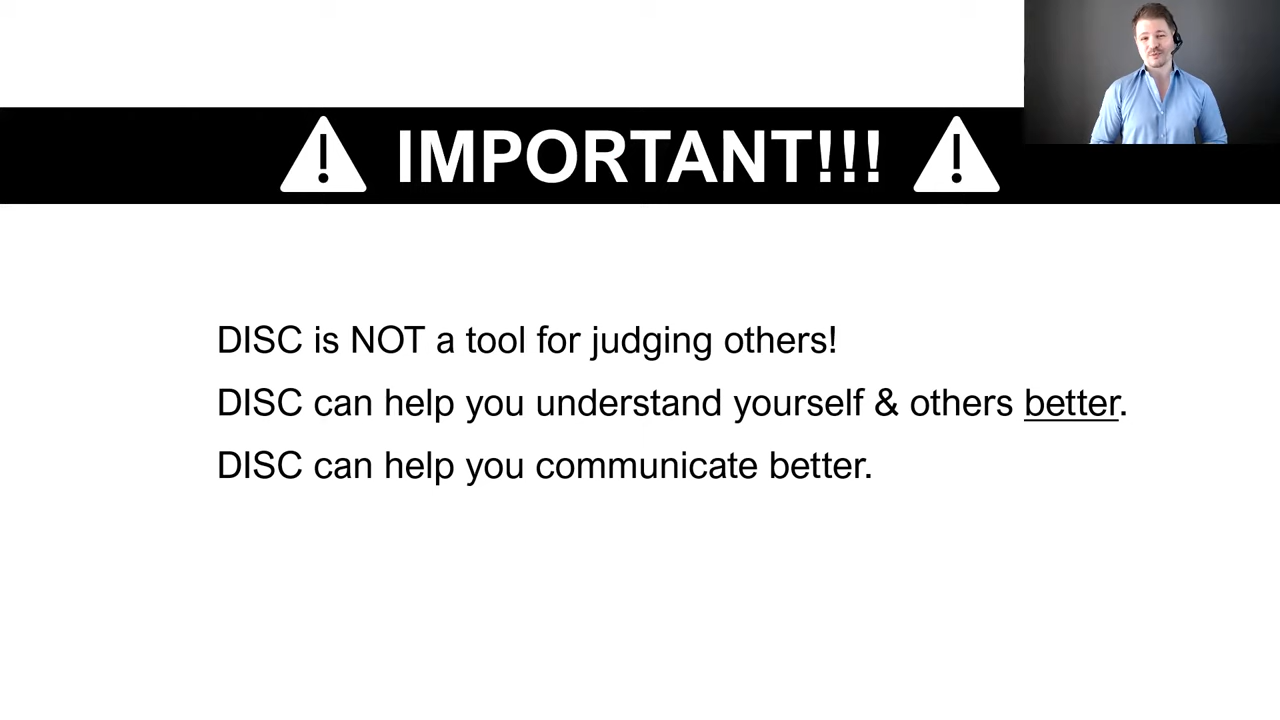 IMPORTANT!!!
DISC is NOT a tool for judging others!
DISC can help you understand yourself & others better.
DISC can help you communicate better.